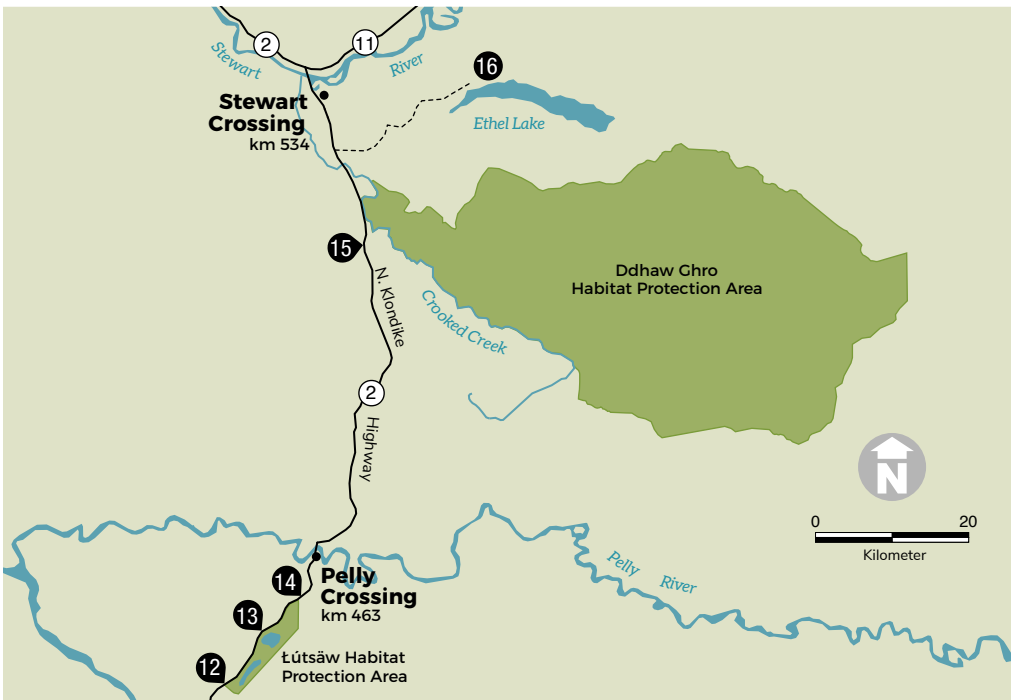 2
11
Stewart
River
16
Stewart
Crossing
km 534
Ethel Lake
15
N. Klondike
Ddhaw Ghro
Habitat Protection Area
Crooked Creek
2
Highway
N
0 20
Kilometer
Pelly River
14
Pelly
Crossing
km 463
13
12
Łútsäw Habitat
Protection Area